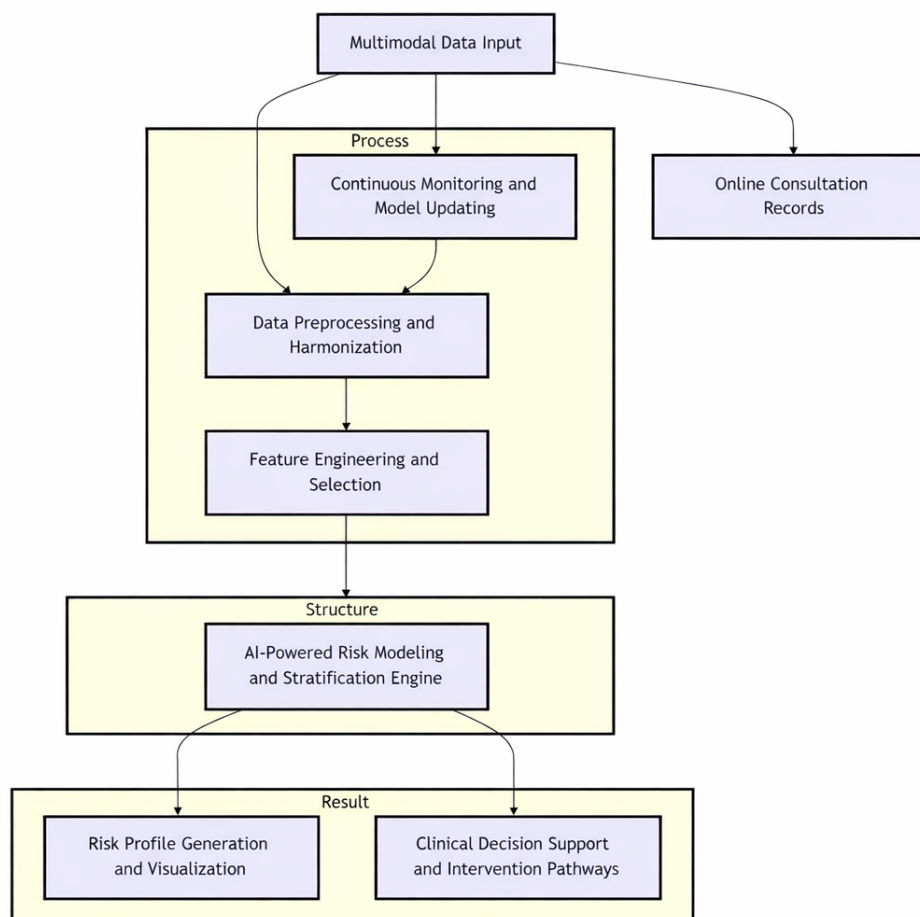 Multimodal Data Input
Process
Continuous Monitoring and
Model Updating
Online Consultation
Records
Data Preprocessing and
Harmonization
Feature Engineering and
Selection
Structure
AI-Powered Risk Modeling
and Stratification Engine
Result
Risk Profile Generation
and Visualization
Clinical Decision Support
and Intervention Pathways